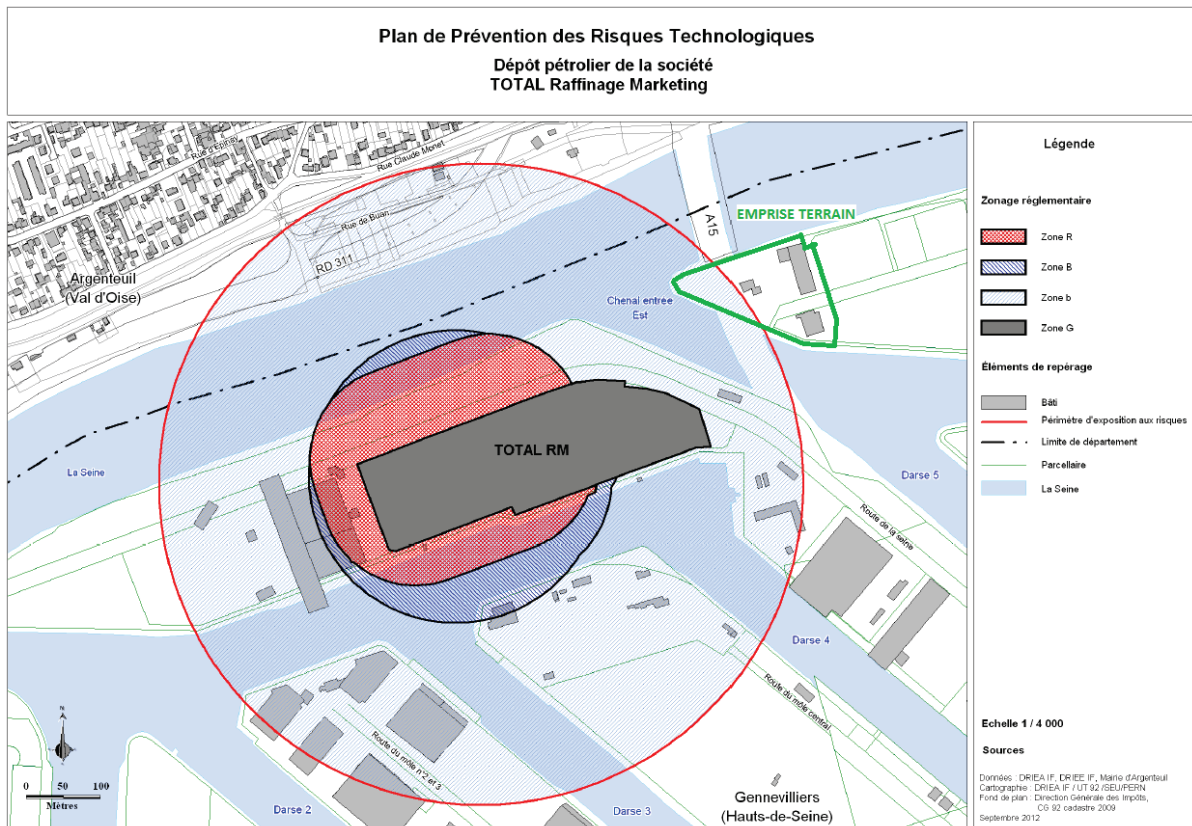 Plan de Prévention des Risques Technologiques
Dépôt pétrolier de la société
TOTAL Raffinage Marketing
Rue d'Epinay
Rue Claude Monet
Rue de Buan
RD 311
A15
EMPRISE TERRAIN
Argenteuil
(Val d'Oise)
Chenal entrée
Est
TOTAL RM
La Seine
Darse 5
Route de la seine
Darse 4
Route du môle central
Route du môle n°2 et 3
Darse 2
Darse 3
Gennevilliers
(Hauts-de-Seine)
N
0 50 100
Mètres
Légende
Zonage réglementaire
Zone R
Zone B
Zone b
Zone G
Éléments de repérage
Bâti
Périmètre d'exposition aux risques
Limite de département
Parcellaire
La Seine
Echelle 1 / 4 000
Sources
Données : DRIEA IF, DRIEE IF, Mairie d'Argenteuil
Cartographie : DRIEA IF / UT 92 /SEU/PERN
Fond de plan : Direction Générale des Impôts,
CG 92 cadastre 2009
Septembre 2012